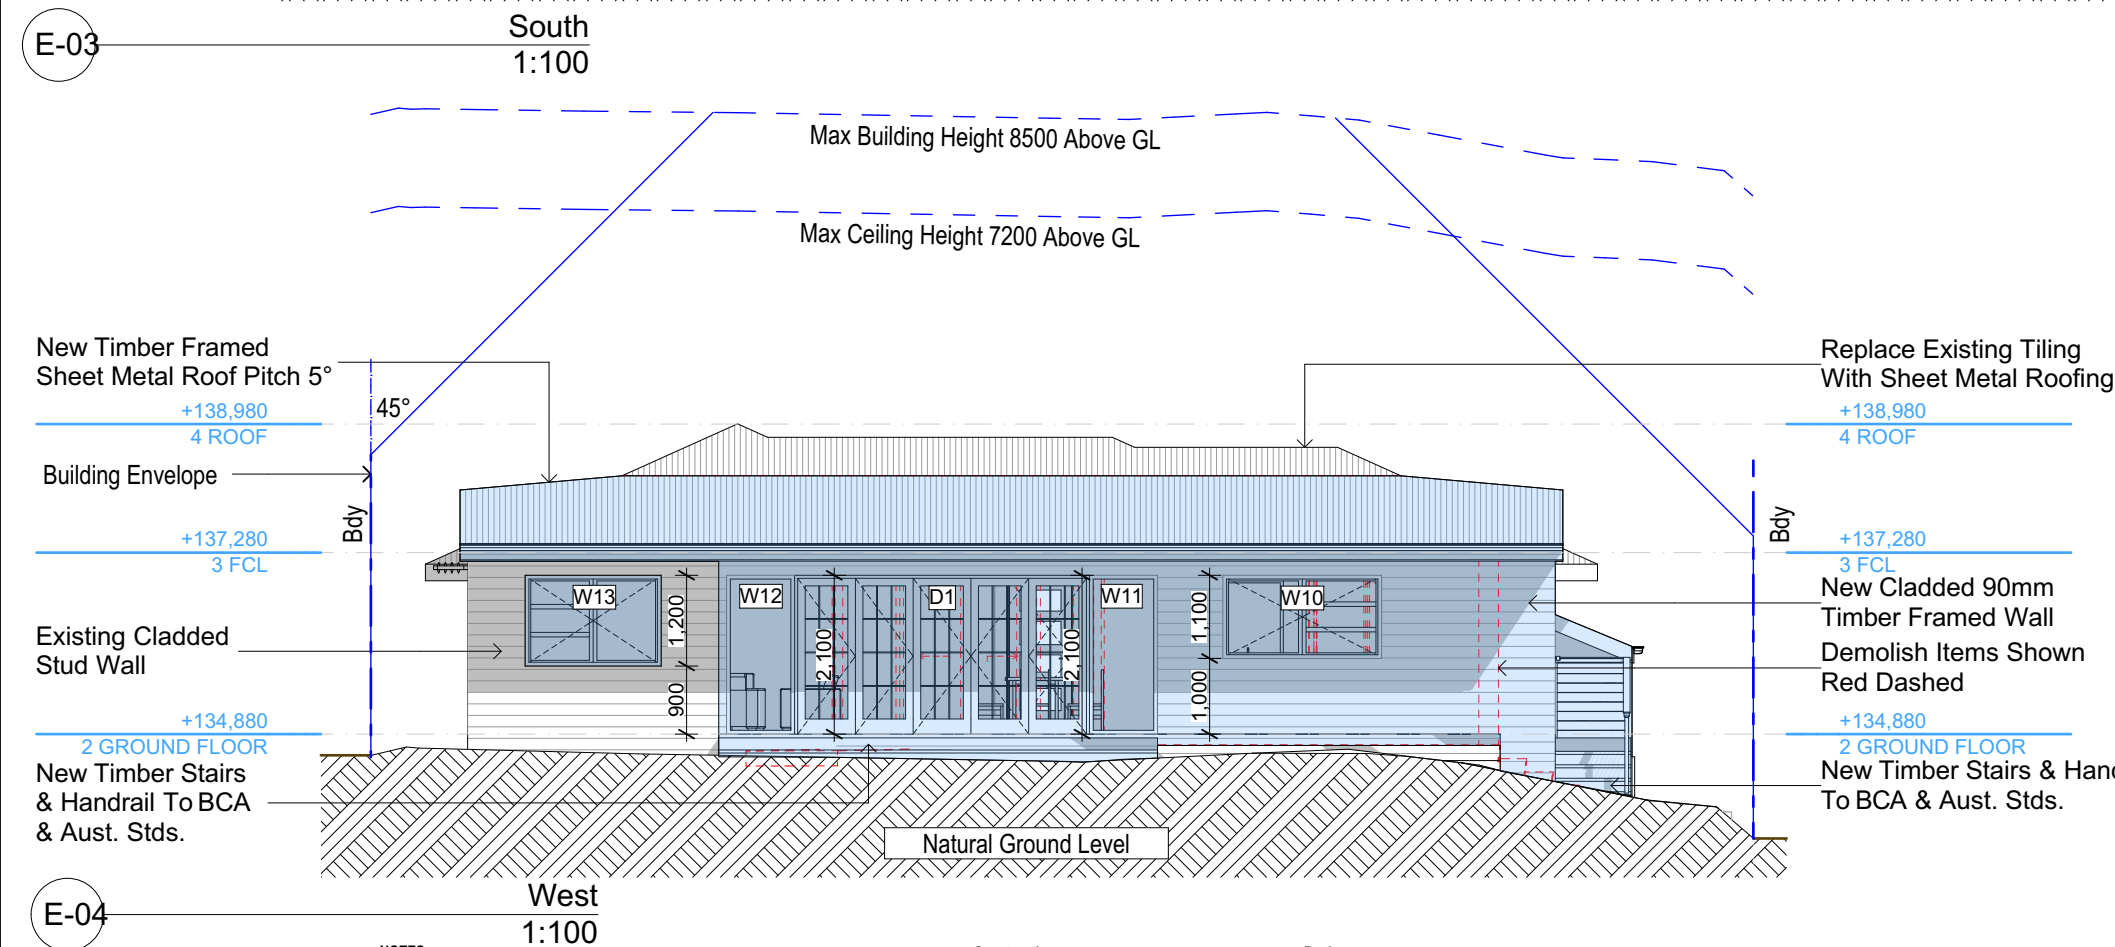 E-03
South
1:100
Max Building Height 8500 Above GL
Max Ceiling Height 7200 Above GL
New Timber Framed
Sheet Metal Roof Pitch 5°
45°
+138,980
4 ROOF
Building Envelope
Bdy
+137,280
3 FCL
Existing Cladded
Stud Wall
+134,880
2 GROUND FLOOR
New Timber Stairs
& Handrail To BCA
& Aust. Stds.
W13
1,200
900
W12
2,100
D1
2,100
W11
1,100
1,000
W10
Replace Existing Tiling
With Sheet Metal Roofing
+138,980
4 ROOF
Bdy
+137,280
3 FCL
New Cladded 90mm
Timber Framed Wall
Demolish Items Shown
Red Dashed
+134,880
2 GROUND FLOOR
New Timber Stairs & Hand
To BCA & Aust. Stds.
Natural Ground Level
E-04
West
1:100